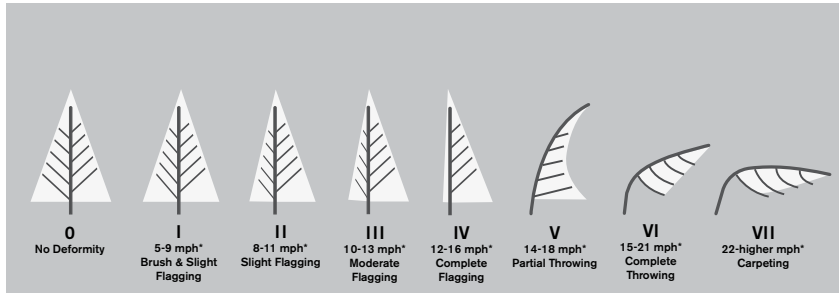 0
No Deformity
I
5-9 mph*
Brush & Slight
Flagging
II
8-11 mph*
Slight Flagging
III
10-13 mph*
Moderate
Flagging
IV
12-16 mph*
Complete
Flagging
V
14-18 mph*
Partial Throwing
VI
15-21 mph*
Complete
Throwing
VII
22-higher mph*
Carpeting